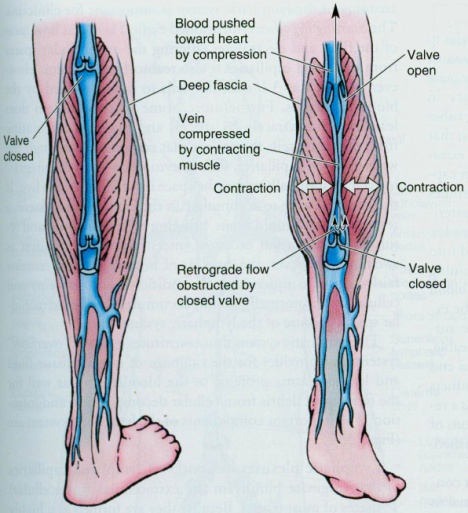 Blood pushed
toward heart
by compression
Valve
open
Deep fascia
Vein
compressed
by contracting
muscle
Valve
closed
Contraction
Contraction
Retrograde flow
obstructed by
closed valve
Valve
closed